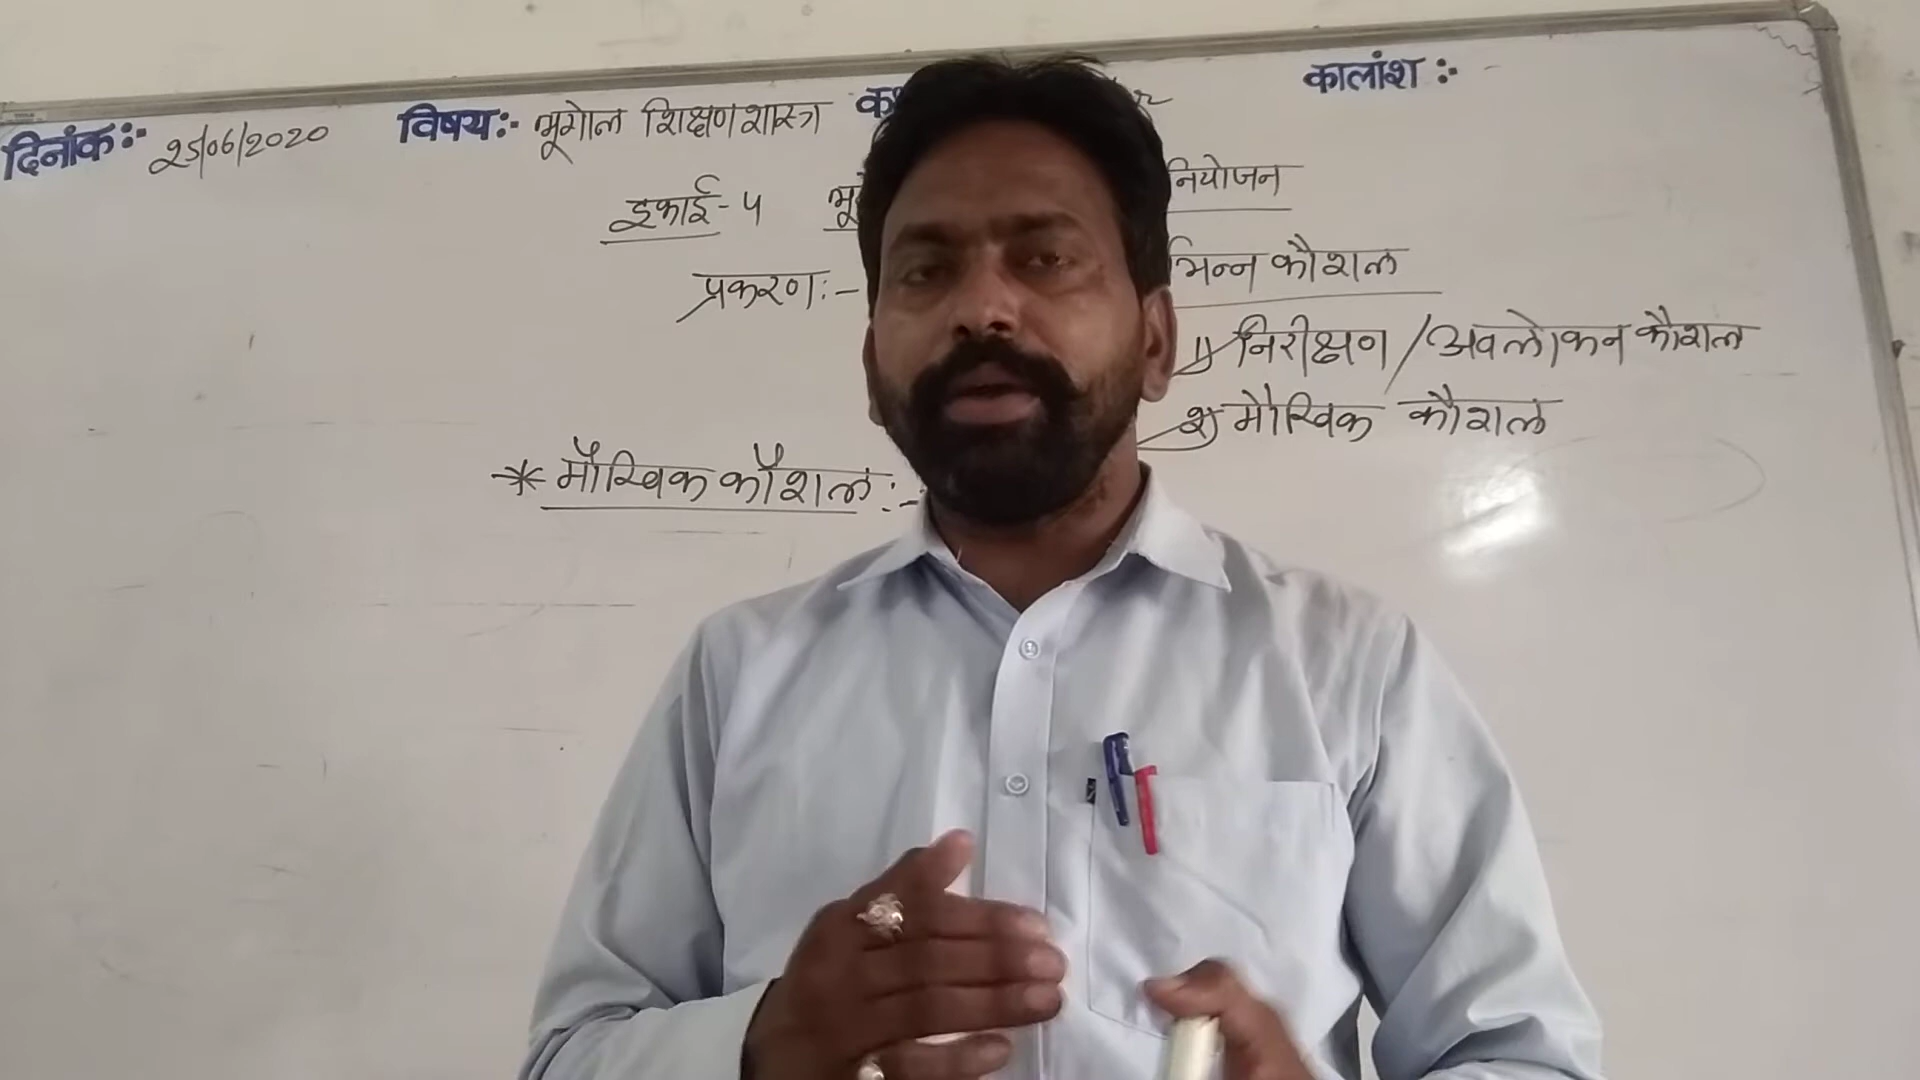 दिनांक:- 25/06/2020 विषय:- भूगोल शिक्षणशास्त्र कालांश :-
इकाई - 5 नियोजन
प्रकरण:- भिन्न कौशल
1) निरीक्षण / अवलोकन कौशल
2) मौखिक कौशल
* मौखिक कौशल :-